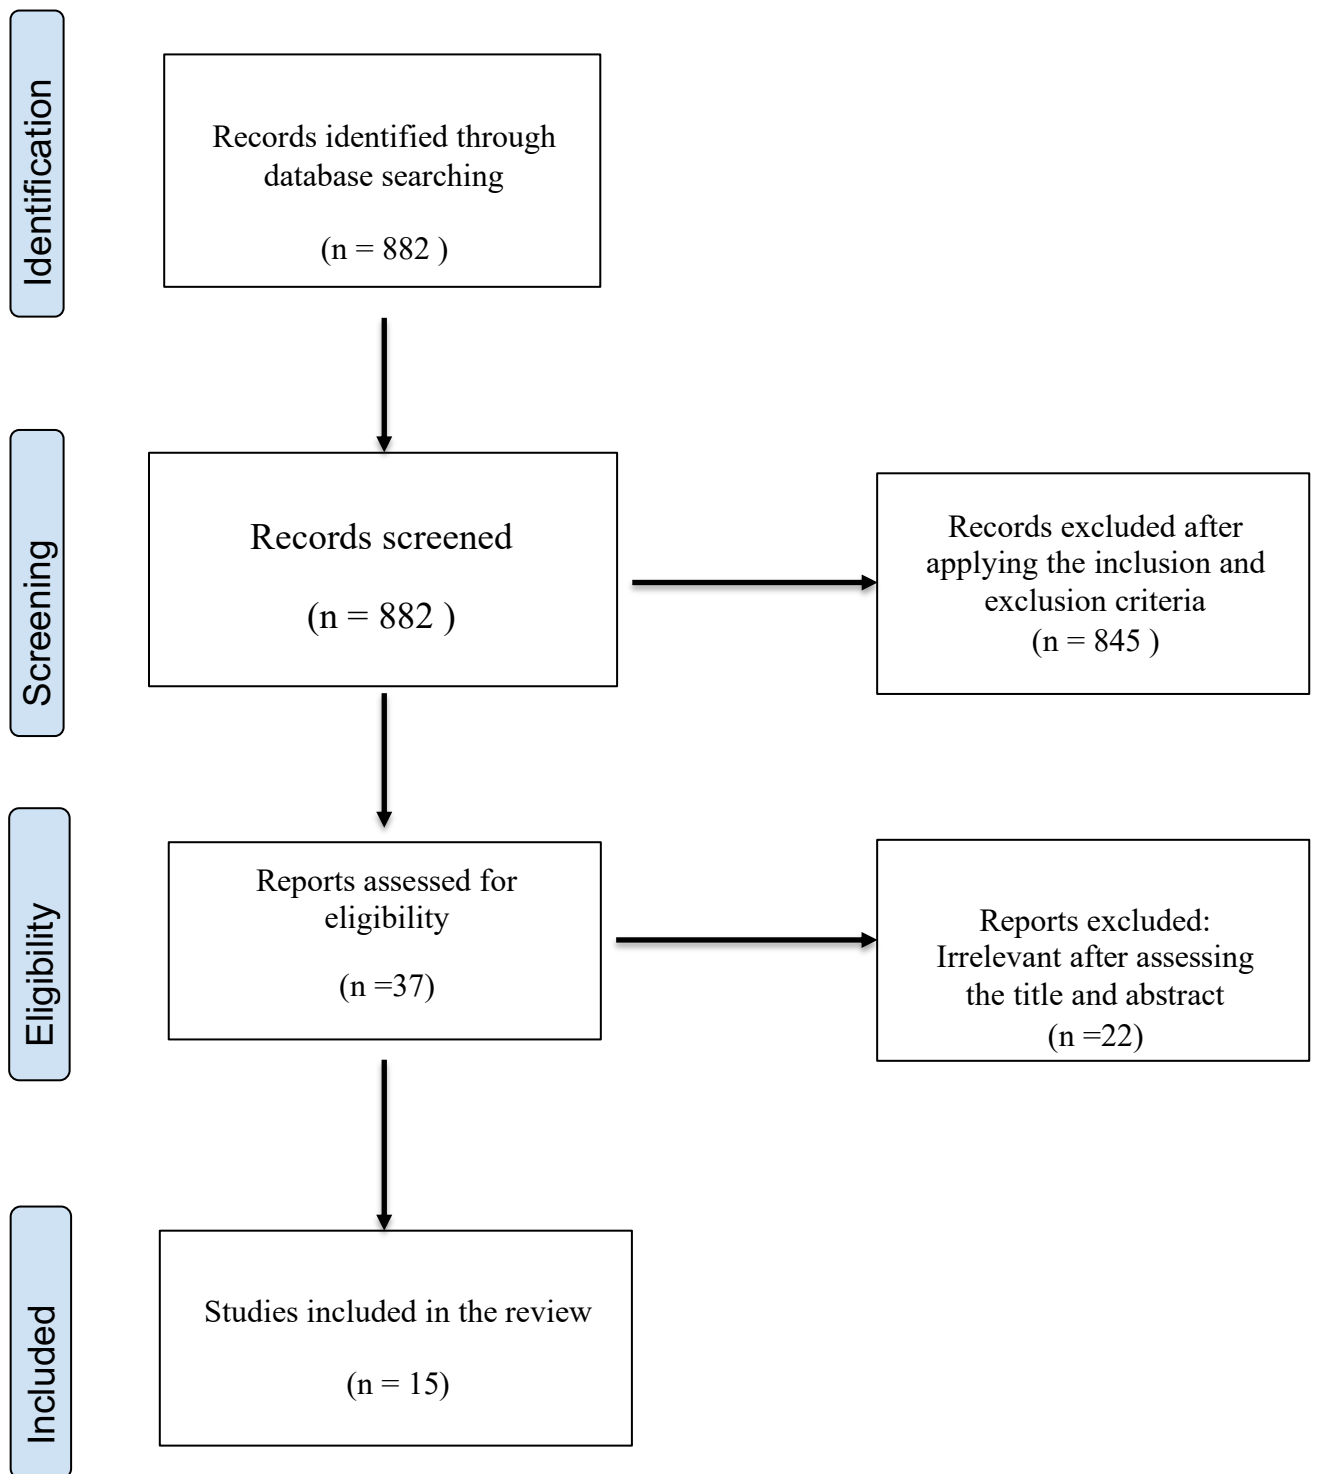 Identification
Records identified through
database searching
(n = 882 )
Screening
Records screened
(n = 882 )
Records excluded after
applying the inclusion and
exclusion criteria
(n = 845 )
Eligibility
Reports assessed for
eligibility
(n =37)
Reports excluded:
Irrelevant after assessing
the title and abstract
(n =22)
Included
Studies included in the review
(n = 15)